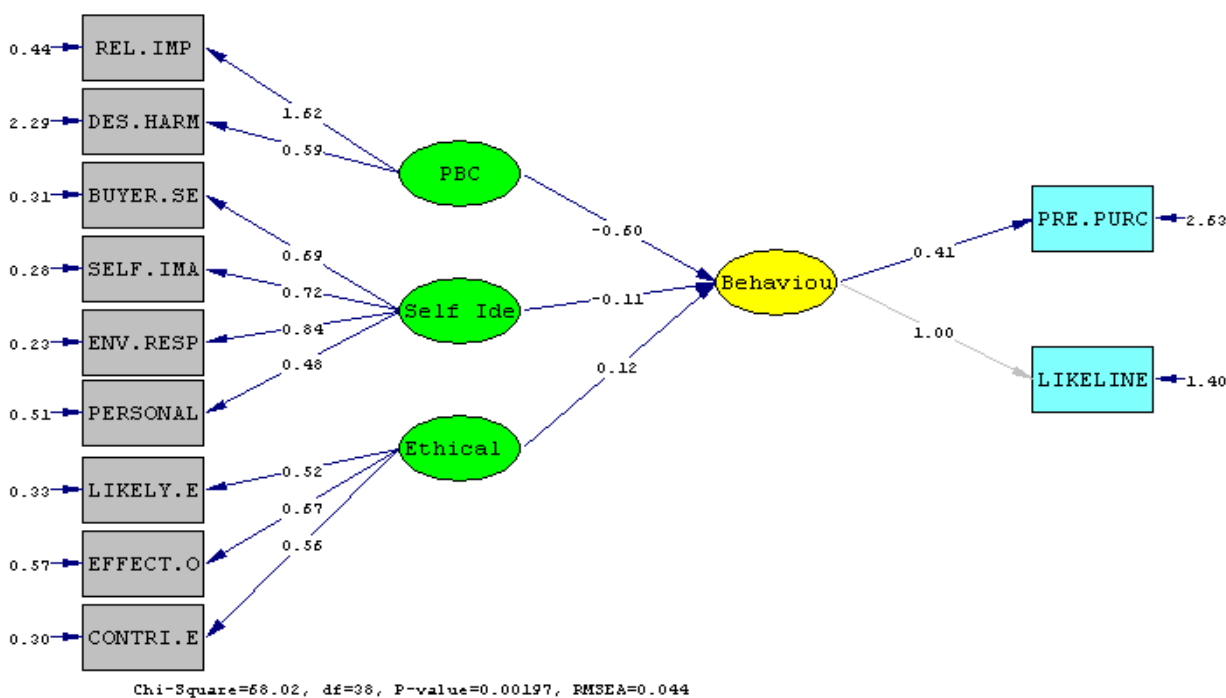 0.44 REL.IMP
1.62
2.29 DES.HARM
0.59
PBC
0.31 BUYER.SE
-0.60
PRE.PURC 2.63
0.69
0.41
0.28 SELF.IMA
0.72
Self Ide
-0.11
Behaviou
0.23 ENV.RESP
0.84
1.00
0.48
0.12
LIKELINE 1.40
0.51 PERSONAL
Ethical
0.33 LIKELY.E
0.52
0.67
0.57 EFFECT.O
0.56
0.30 CONTRI.E
Chi-Square=68.02, df=38, P-value=0.00197, RMSEA=0.044